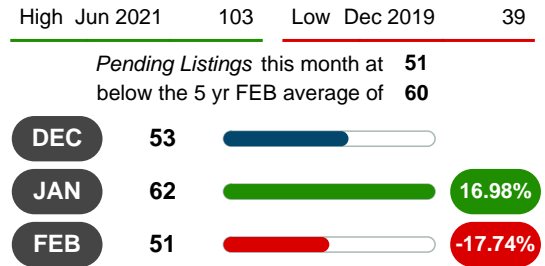 High Jun 2021 103 Low Dec 2019 39
Pending Listings this month at 51
below the 5 yr FEB average of 60
DEC 53
JAN 62 16.98%
FEB 51 -17.74%